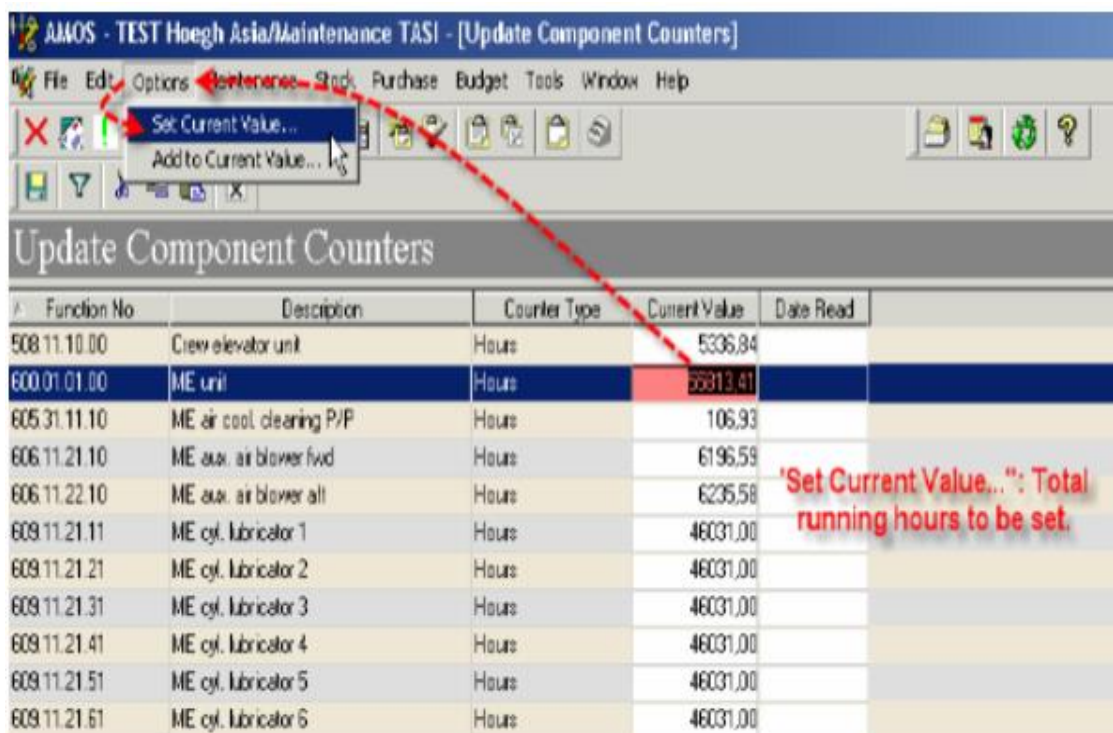 AMOS - TEST Hoegh Asia/Maintenance TASI - [Update Component Counters]
File Edit Options Maintenance Stock Purchase Budget Tools Window Help
Set Current Value...
Add to Current Value...
Update Component Counters
Function No Description Counter Type Current Value Date Read
508.11.10.00 Crew elevator unit Hours 5336,84
600.01.01.00 ME unit Hours
605.31.11.10 ME air cool. cleaning P/P Hours 106,93
606.11.21.10 ME aux. air blower fwd Hours 6196,59
606.11.22.10 ME aux. air blower aft Hours 6235,58
'Set Current Value...": Total
running hours to be set.
609.11.21.11 ME cyl. lubricator 1 Hours 46031,00
609.11.21.21 ME cyl. lubricator 2 Hours 46031,00
609.11.21.31 ME cyl. lubricator 3 Hours 46031,00
609.11.21.41 ME cyl. lubricator 4 Hours 46031,00
609.11.21.51 ME cyl. lubricator 5 Hours 46031,00
609.11.21.61 ME cyl. lubricator 6 Hours 46031,00